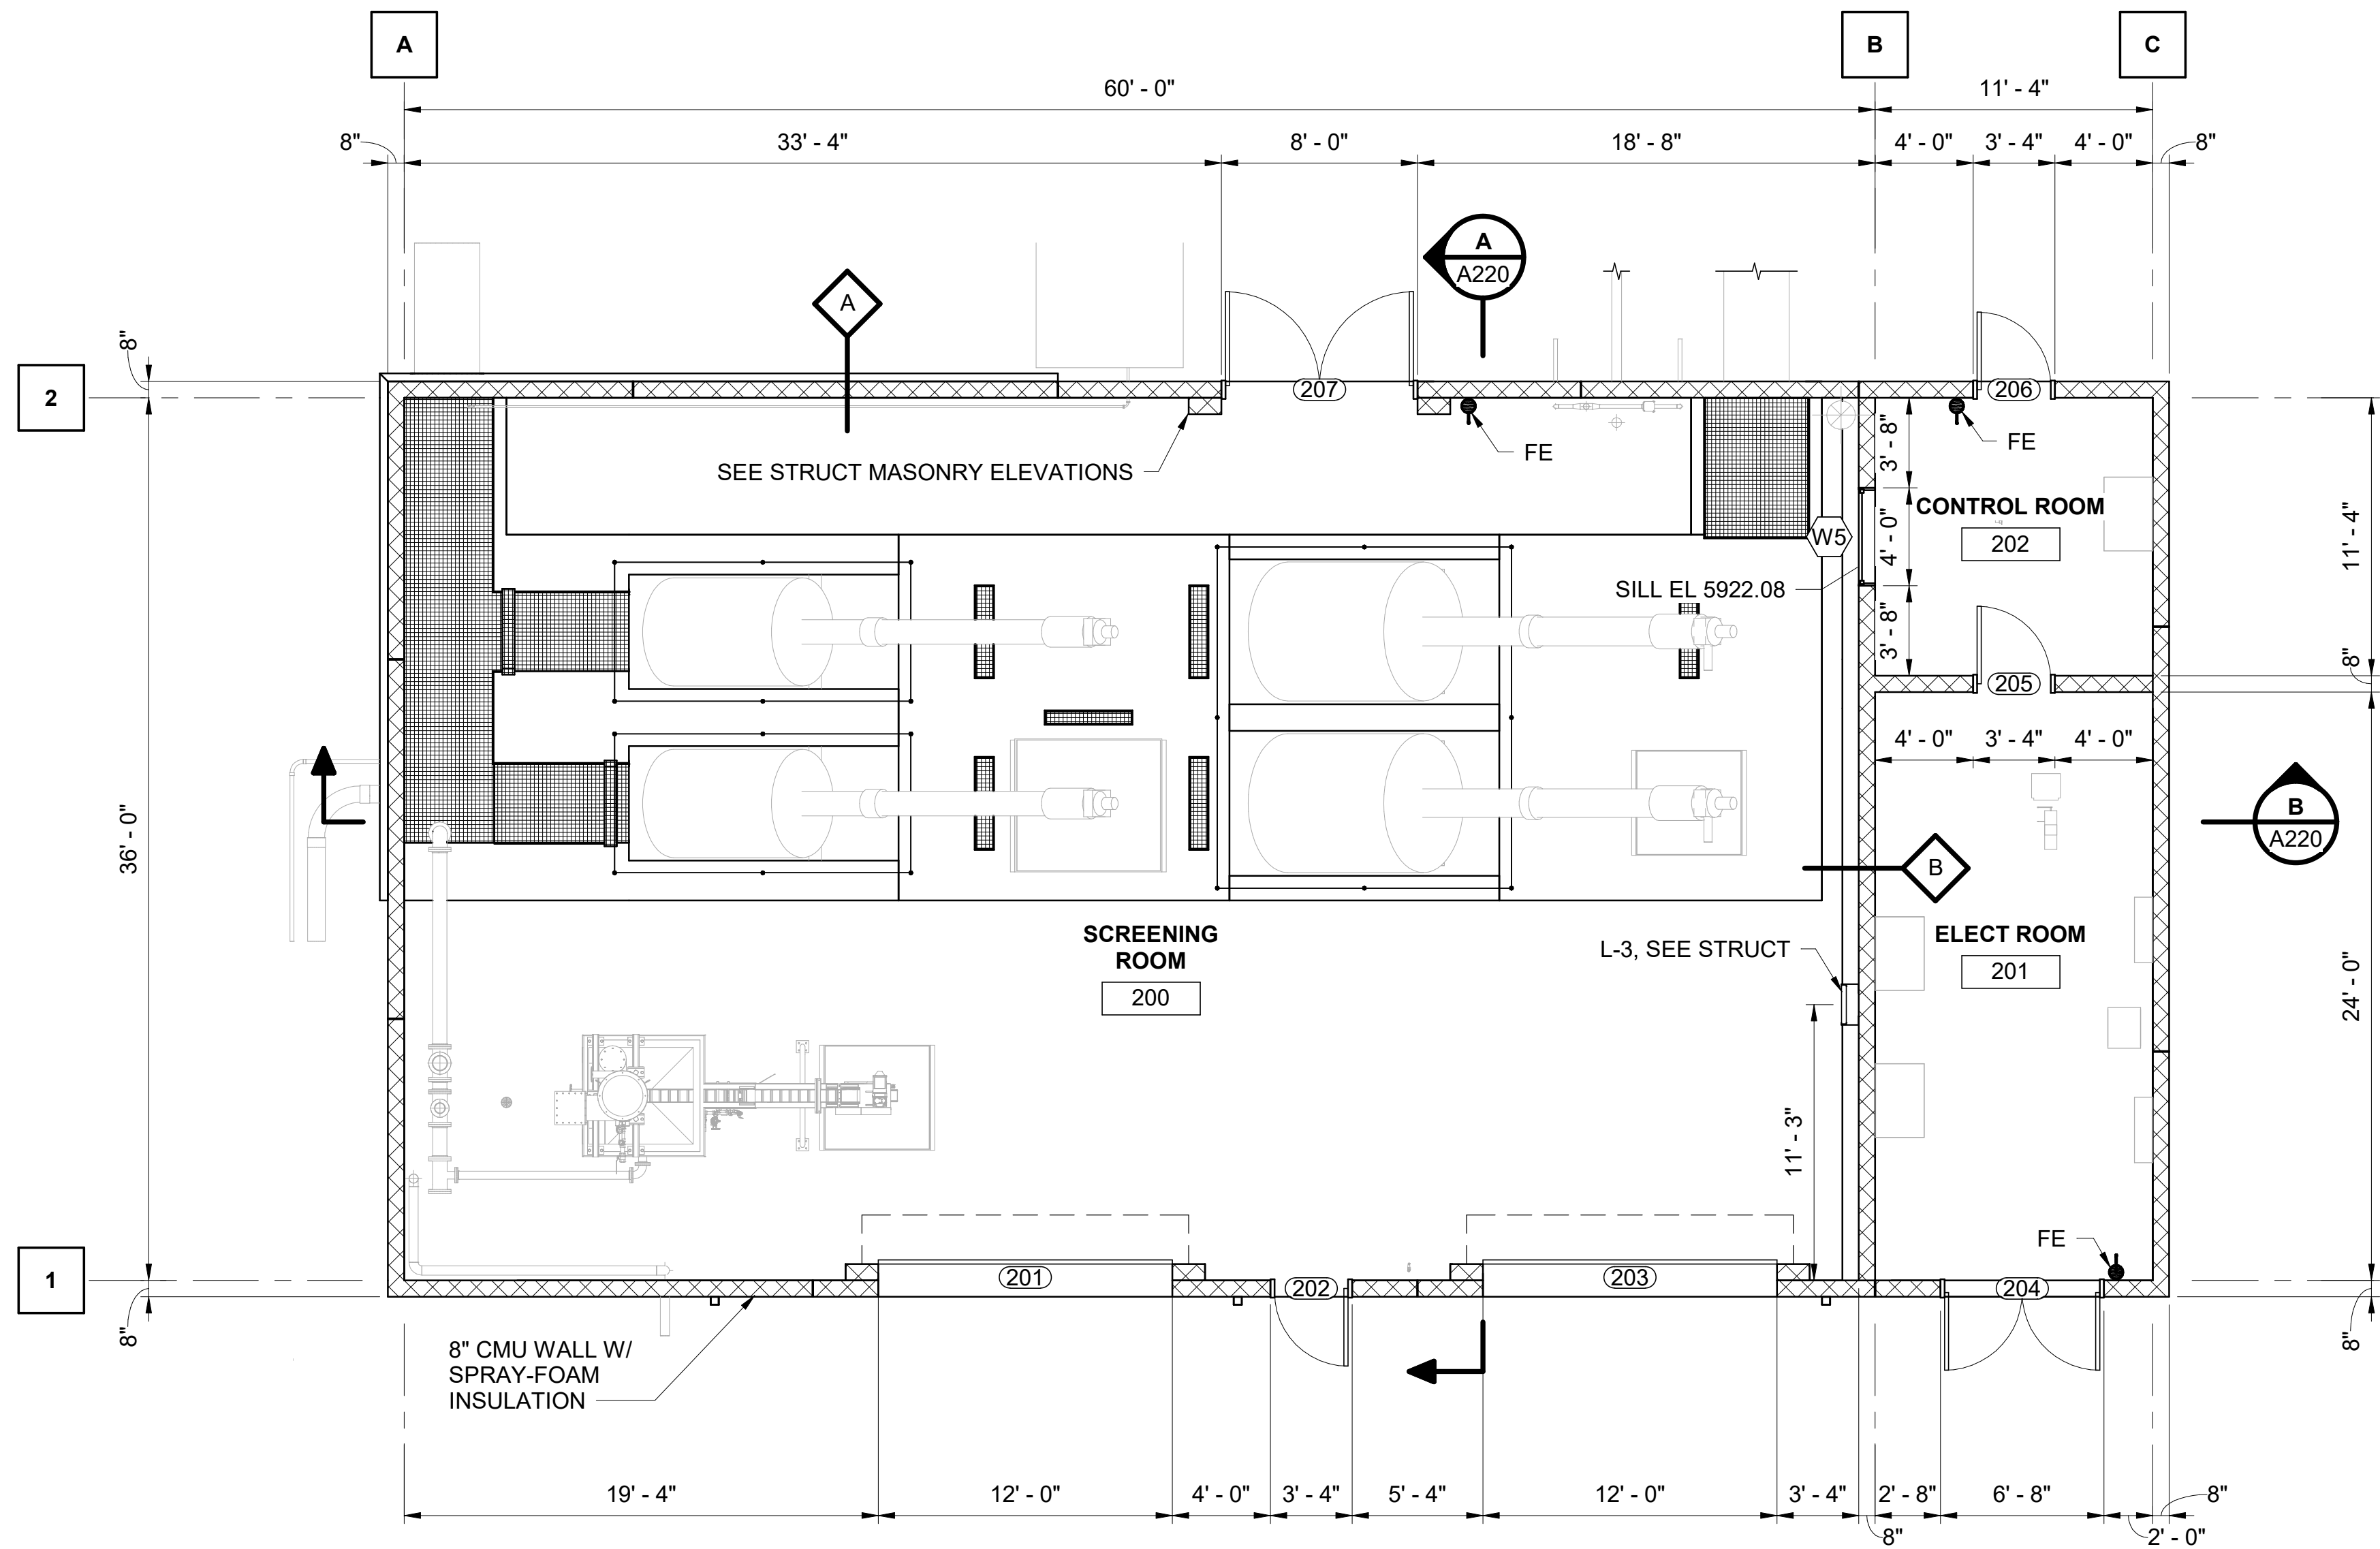 A
B
C
60' - 0"
11' - 4"
8"
33' - 4"
8' - 0"
18' - 8"
4' - 0"
3' - 4"
4' - 0"
8"
A
A220
A
8"
2
207
206
FE
FE
SEE STRUCT MASONRY ELEVATIONS
3' - 8"
CONTROL ROOM
202
W5
4' - 0"
11' - 4"
SILL EL 5922.08
3' - 8"
8"
205
4' - 0"
3' - 4"
4' - 0"
B
A220
36' - 0"
B
SCREENING
ROOM
200
L-3, SEE STRUCT
ELECT ROOM
201
24' - 0"
11' - 3"
FE
1
201
202
203
204
8"
8"
8" CMU WALL W/
SPRAY-FOAM
INSULATION
19' - 4"
12' - 0"
4' - 0"
3' - 4"
5' - 4"
12' - 0"
3' - 4"
2' - 8"
6' - 8"
8"
8"
2' - 0"